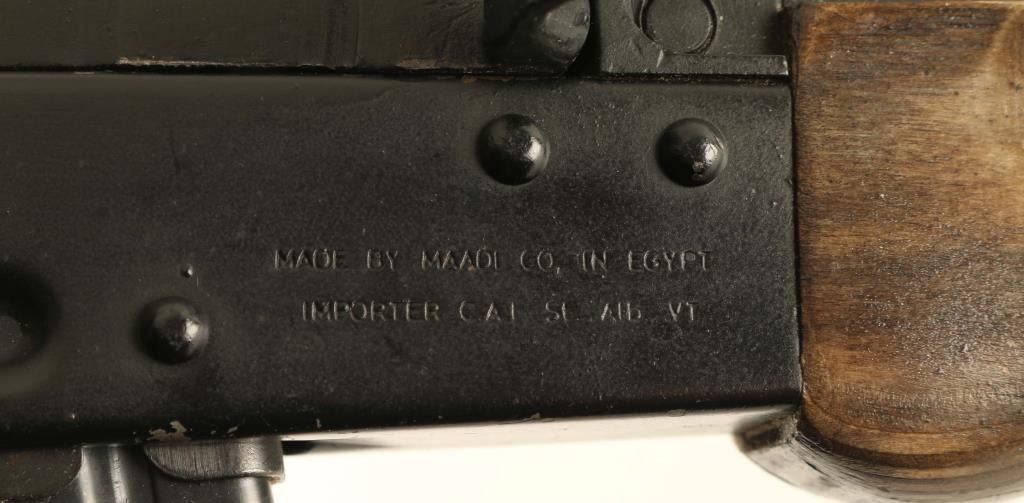 MADE BY MAADI CO, IN EGYPT
IMPORTER C.A.I. ST. ALB. VT